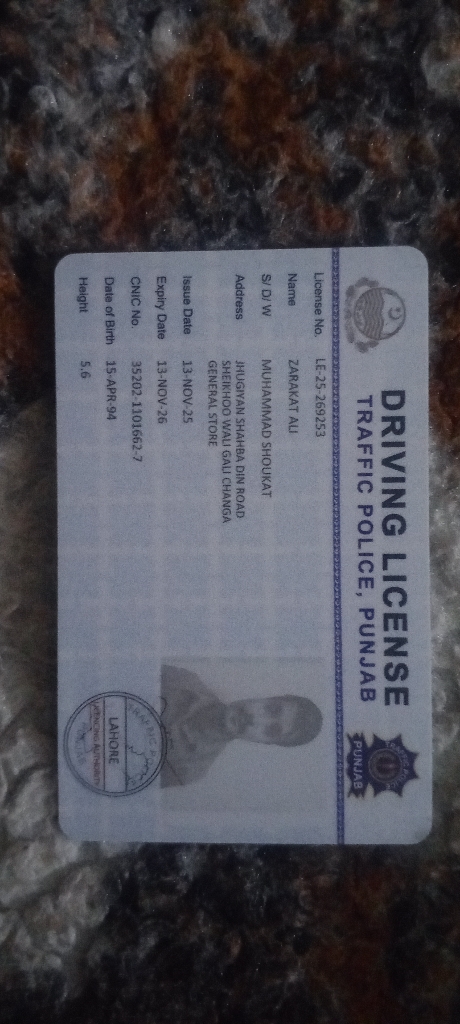 DRIVING LICENSE
TRAFFIC POLICE, PUNJAB
PUNJAB
License No. LE-25-269253
Name ZARAKAT ALI
S/ D/ W MUHAMMAD SHOUKAT
Address JHUGIYAN SHAHBA DIN ROAD
SHEIKHOO WALI GALI CHANGA
GENERAL STORE
Issue Date 13-NOV-25
Expiry Date 13-NOV-26
CNIC No. 35202-1101662-7
Date of Birth 15-APR-94
Height 5.6
LAHORE